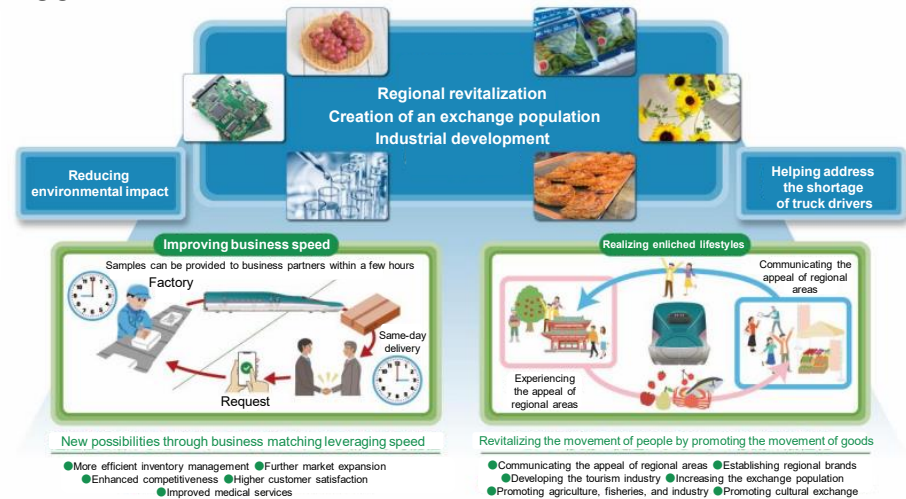 Regional revitalization
Creation of an exchange population
Industrial development
Reducing
environmental impact
Helping address
the shortage
of truck drivers
Improving business speed
Samples can be provided to business partners within a few hours
Factory
Same-day
delivery
Request
Realizing enliched lifestyles
Communicating the
appeal of regional
areas
Experiencing
the appeal of
regional areas
New possibilities through business matching leveraging speed
●More efficient inventory management ●Further market expansion
●Enhanced competitiveness ●Higher customer satisfaction
●Improved medical services
Revitalizing the movement of people by promoting the movement of goods
●Communicating the appeal of regional areas ●Establishing regional brands
●Developing the tourism industry ●Increasing the exchange population
●Promoting agriculture, fisheries, and industry ●Promoting cultural exchange